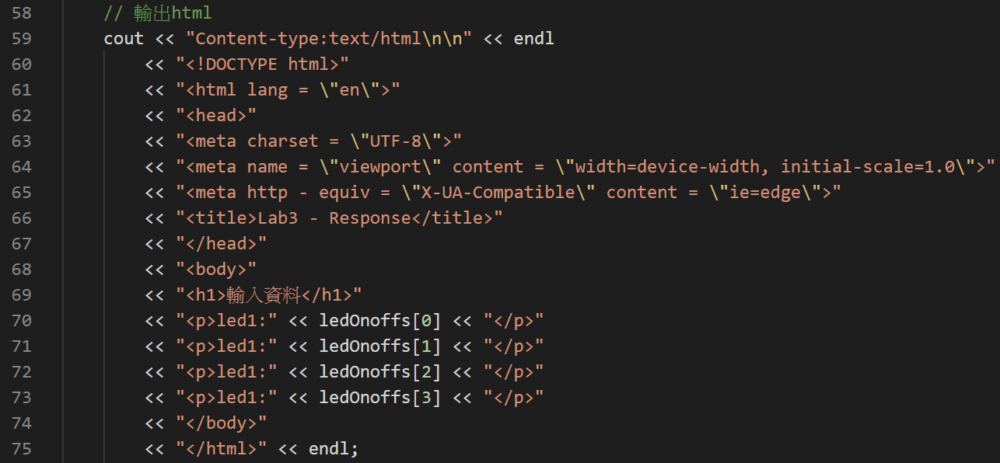 58 // 輸出html
59 cout << "Content-type:text/html\n\n" << endl
60 << "<!DOCTYPE html>"
61 << "<html lang = \"en\">"
62 << "<head>"
63 << "<meta charset = \"UTF-8\">"
64 << "<meta name = \"viewport\" content = \"width=device-width, initial-scale=1.0\">"
65 << "<meta http - equiv = \"X-UA-Compatible\" content = \"ie=edge\">"
66 << "<title>Lab3 - Response</title>"
67 << "</head>"
68 << "<body>"
69 << "<h1>輸入資料</h1>"
70 << "<p>led1:" << ledOnoffs[0] << "</p>"
71 << "<p>led1:" << ledOnoffs[1] << "</p>"
72 << "<p>led1:" << ledOnoffs[2] << "</p>"
73 << "<p>led1:" << ledOnoffs[3] << "</p>"
74 << "</body>"
75 << "</html>" << endl;